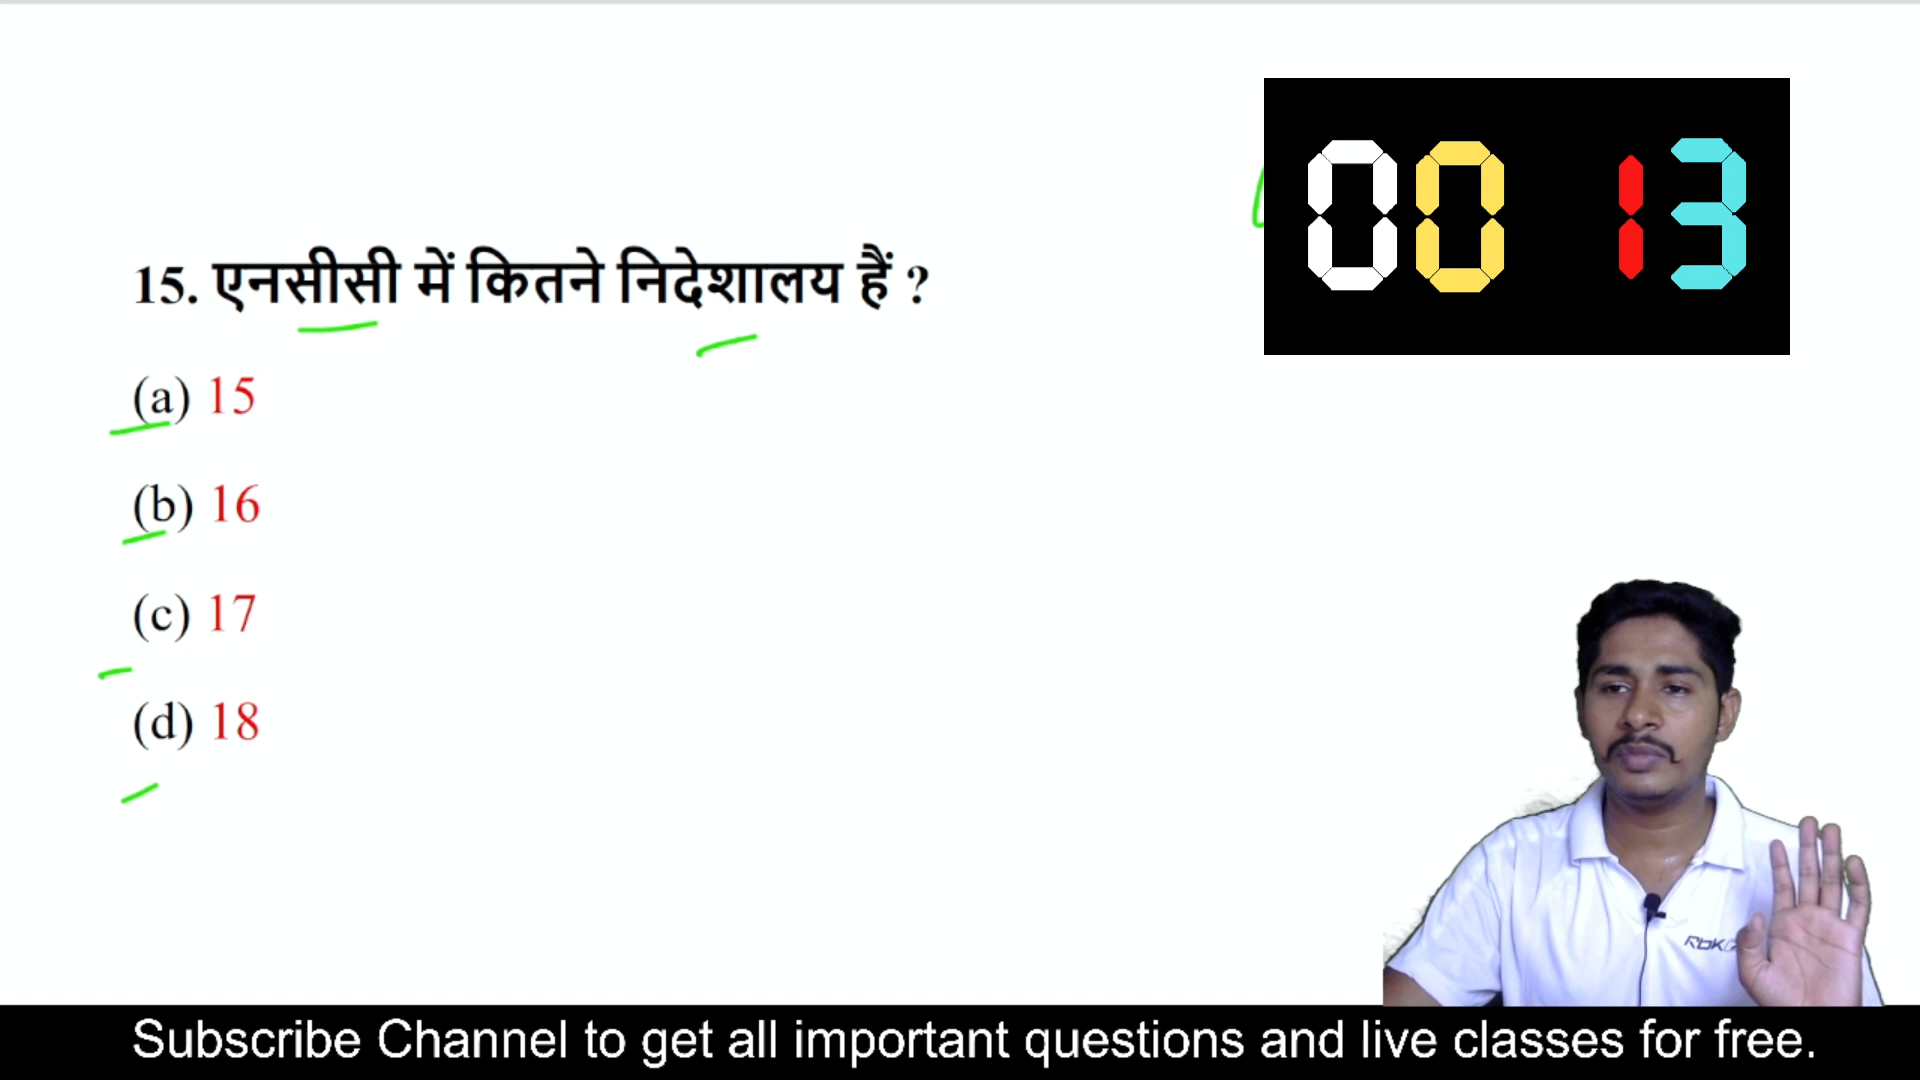 00 13
15. एनसीसी में कितने निदेशालय हैं ?
(a) 15
(b) 16
(c) 17
(d) 18
Subscribe Channel to get all important questions and live classes for free.